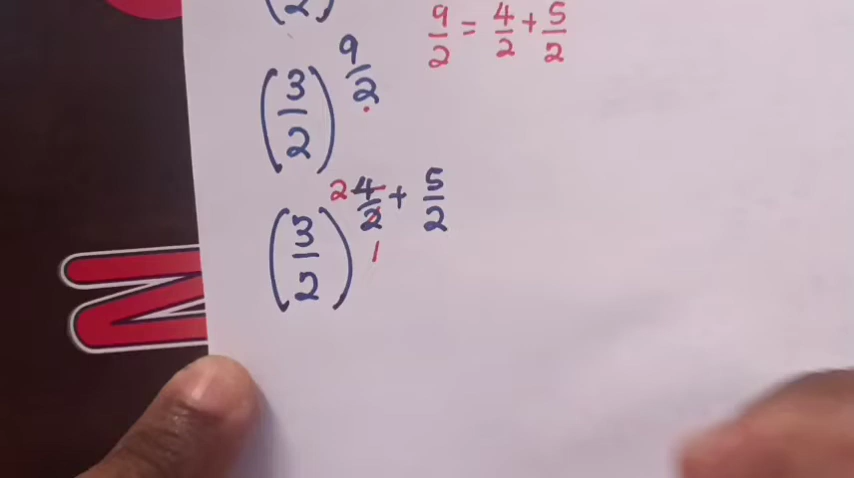 (3/2)^(9/2)
9/2 = 4/2 + 5/2
(3/2)^(4/2 + 5/2)
2
1